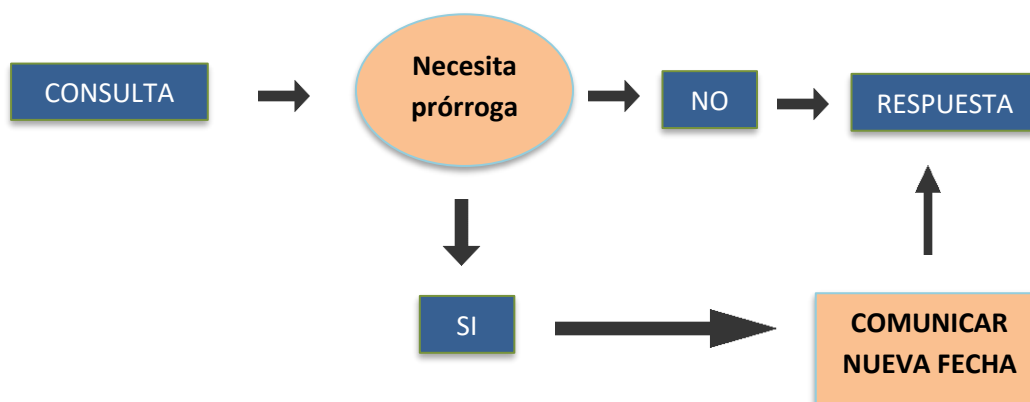 CONSULTA
Necesita
prórroga
NO
RESPUESTA
SI
COMUNICAR
NUEVA FECHA